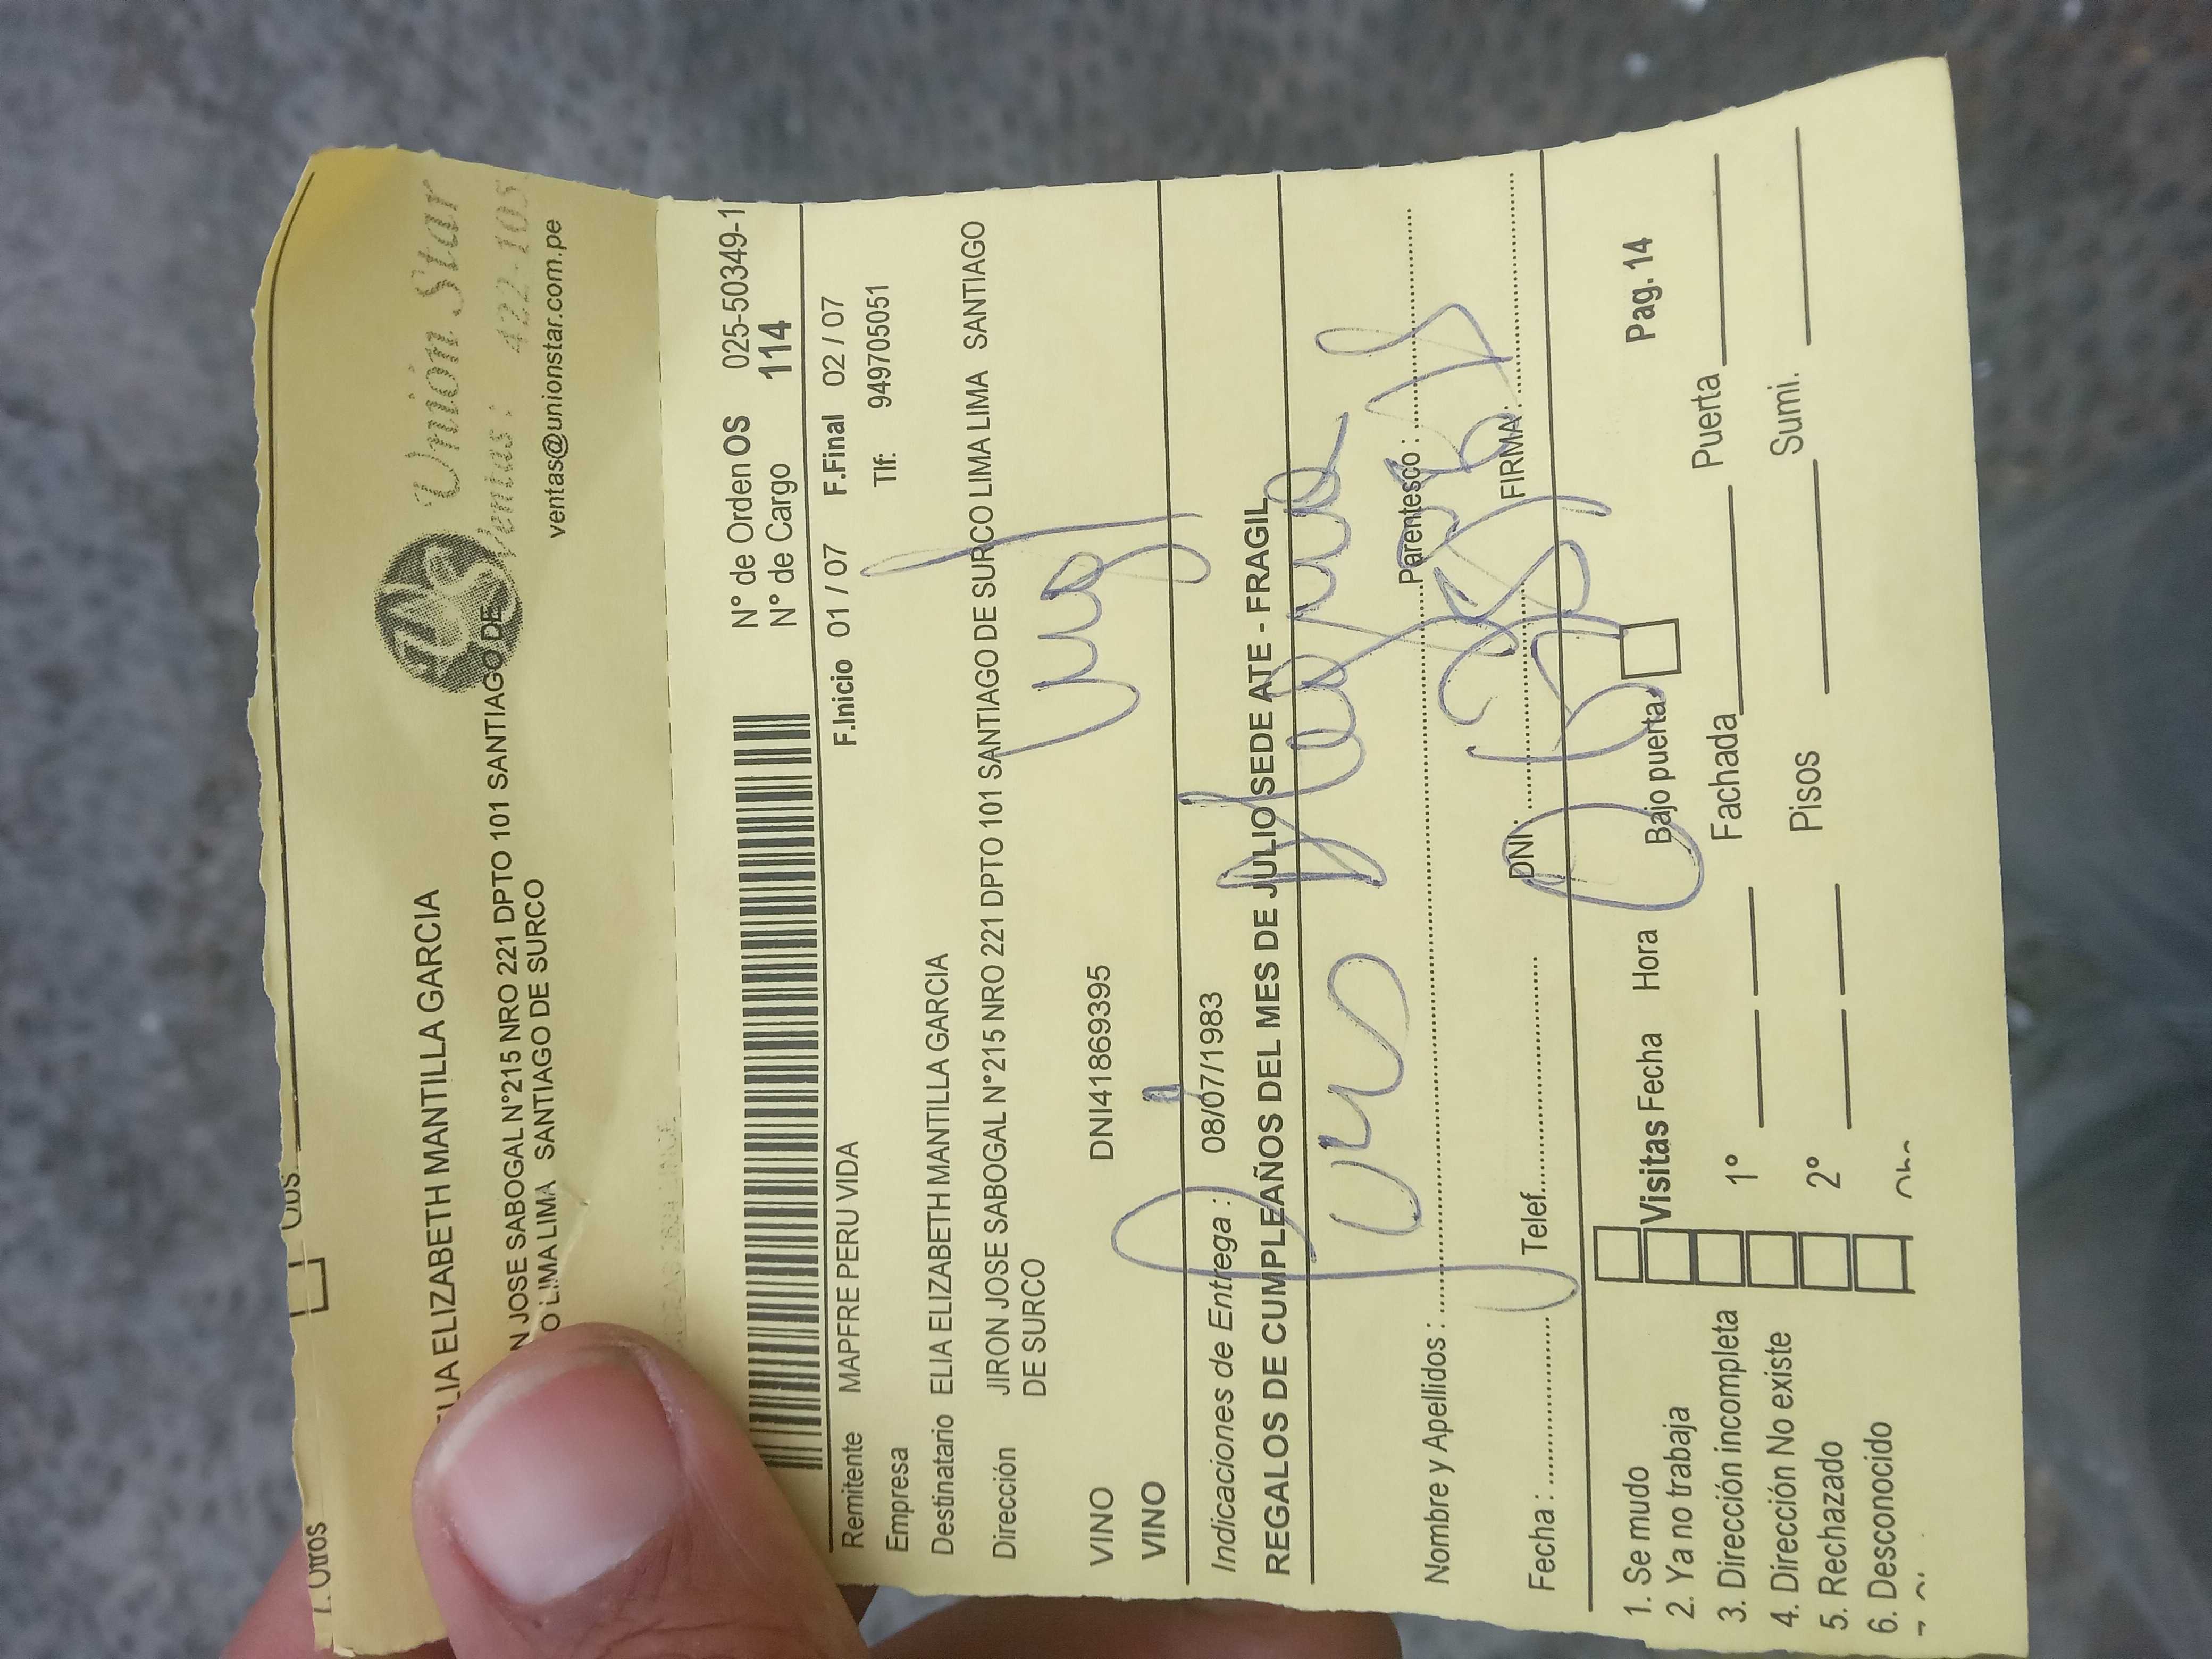 7. Otros Obs.
ELIA ELIZABETH MANTILLA GARCIA
N JOSE SABOGAL N°215 NRO 221 DPTO 101 SANTIAGO DE
O LIMA LIMA SANTIAGO DE SURCO
Unión Star
Ventas : 422-105
ventas@unionstar.com.pe
N° de Orden OS 025-50349-1
N° de Cargo 114
F.Inicio 01 / 07 F.Final 02 / 07
Remitente MAPFRE PERU VIDA
Empresa Tlf: 949705051
Destinatario ELIA ELIZABETH MANTILLA GARCIA
Dirección JIRON JOSE SABOGAL N°215 NRO 221 DPTO 101 SANTIAGO DE SURCO LIMA LIMA SANTIAGO
DE SURCO
VINO DNI41869395
VINO
Indicaciones de Entrega : 08/07/1983
REGALOS DE CUMPLEAÑOS DEL MES DE JULIO SEDE ATE - FRAGIL
Nombre y Apellidos : Parentesco :
Fecha : Telef. DNI : FIRMA :
1. Se mudo
2. Ya no trabaja
3. Dirección incompleta
4. Dirección No existe
5. Rechazado
6. Desconocido
Visitas Fecha Hora Bajo puerta Pag. 14
1° Fachada Puerta
2° Pisos Sumi.